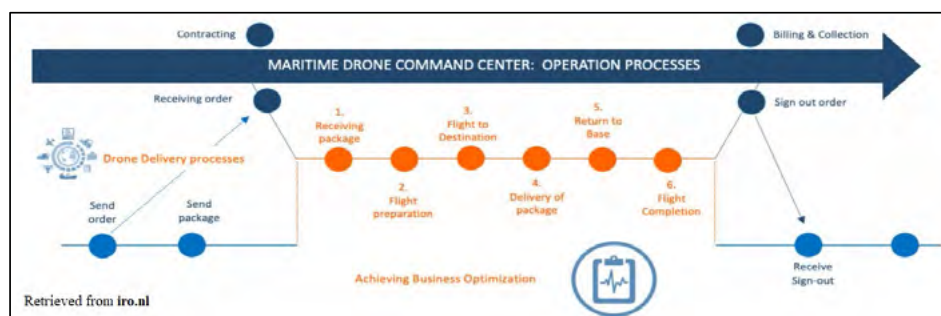 Contracting
Billing & Collection
MARITIME DRONE COMMAND CENTER: OPERATION PROCESSES
Receiving order
Sign out order
1.
Receiving
package
3.
Flight to
Destination
5.
Return to
Base
Drone Delivery processes
2.
Flight
preparation
4.
Delivery of
package
6.
Flight
Completion
Send
order
Send
package
Receive
Sign-out
Achieving Business Optimization
Retrieved from iro.nl